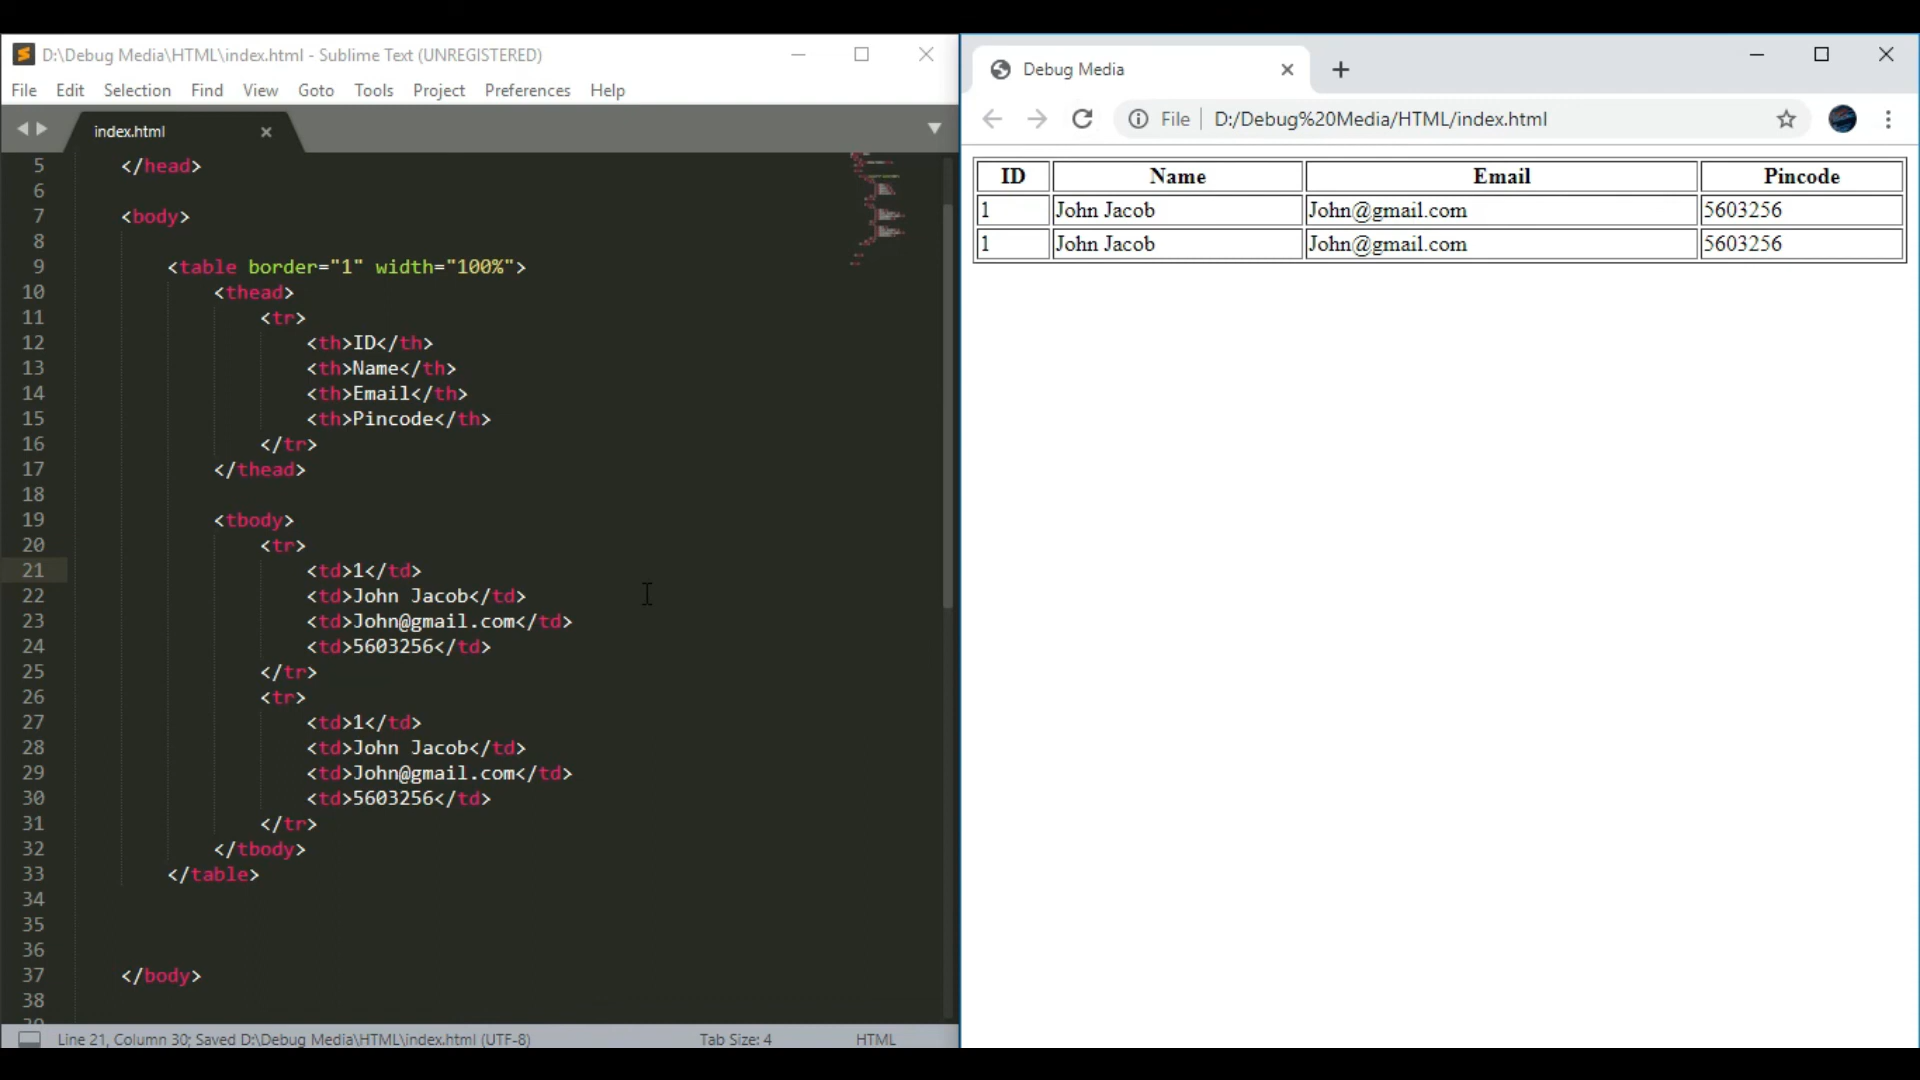 D:\Debug Media\HTML\index.html - Sublime Text (UNREGISTERED)
File Edit Selection Find View Goto Tools Project Preferences Help
index.html
5 </head>
6
7 <body>
8
9 <table border="1" width="100%">
10 <thead>
11 <tr>
12 <th>ID</th>
13 <th>Name</th>
14 <th>Email</th>
15 <th>Pincode</th>
16 </tr>
17 </thead>
18
19 <tbody>
20 <tr>
21 <td>1</td>
22 <td>John Jacob</td>
23 <td>John@gmail.com</td>
24 <td>5603256</td>
25 </tr>
26 <tr>
27 <td>1</td>
28 <td>John Jacob</td>
29 <td>John@gmail.com</td>
30 <td>5603256</td>
31 </tr>
32 </tbody>
33 </table>
34
35
36
37 </body>
38
Line 21, Column 30; Saved D:\Debug Media\HTML\index.html (UTF-8) Tab Size: 4 HTML
Debug Media
File D:/Debug%20Media/HTML/index.html
ID Name Email Pincode
1 John Jacob John@gmail.com 5603256
1 John Jacob John@gmail.com 5603256